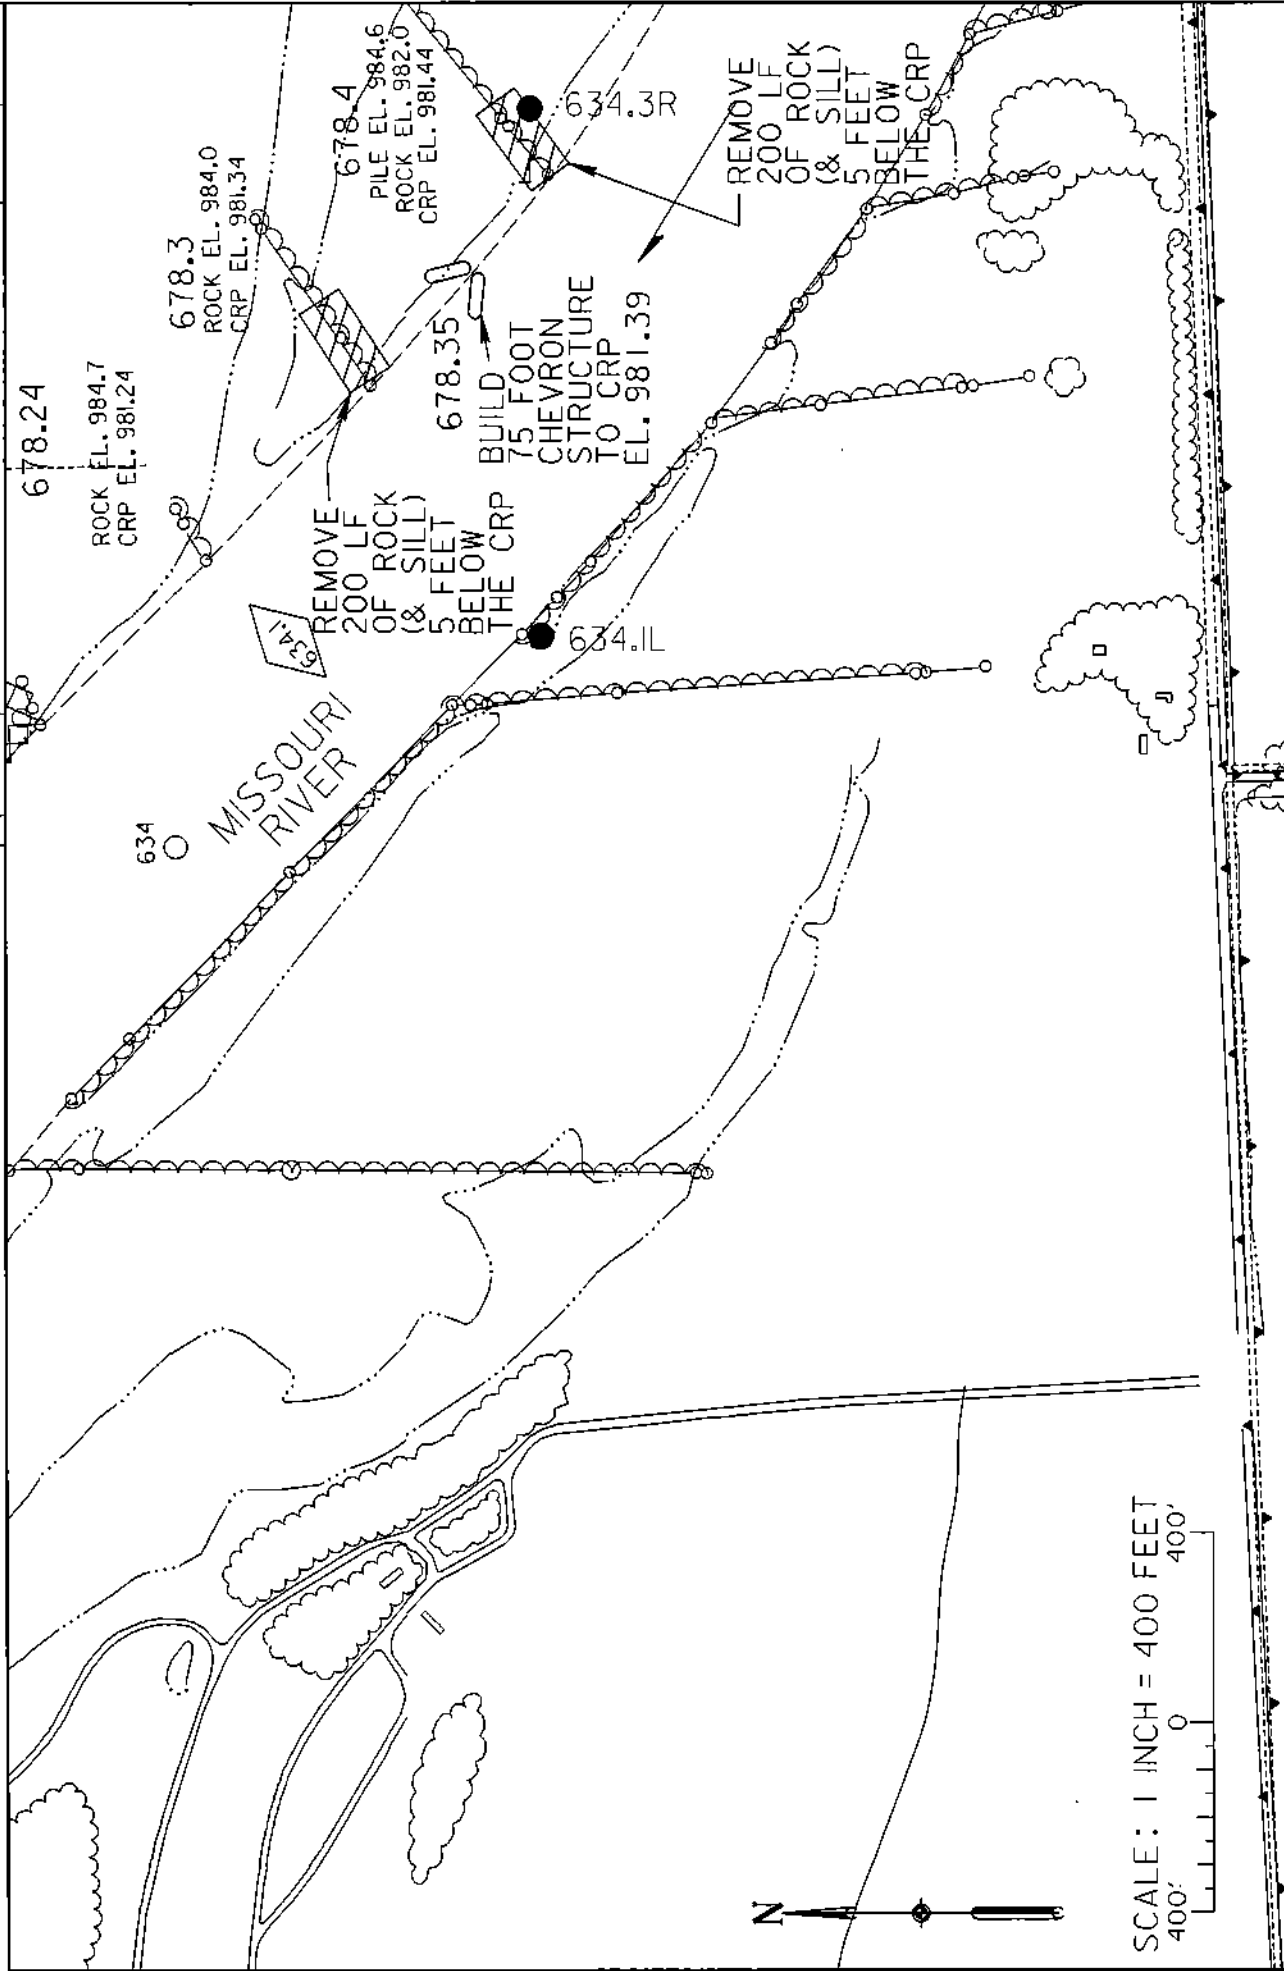 678.24
ROCK EL. 984.7
CRP EL. 981.24
678.3
ROCK EL. 984.0
CRP EL. 981.34
678.4
PILE EL. 984.6
ROCK EL. 982.0
CRP EL. 981.44
634.3R
REMOVE
200 LF
OF ROCK
(& SILL)
5 FEET
BELOW
THE CRP
678.35
BUILD
75 FOOT
CHEVRON
STRUCTURE
TO CRP
EL. 981.39
REMOVE
200 LF
OF ROCK
(& SILL)
5 FEET
BELOW
THE CRP
634.1
634.1L
MISSOURI
RIVER
634
N
SCALE: 1 INCH = 400 FEET
400' 0 400'